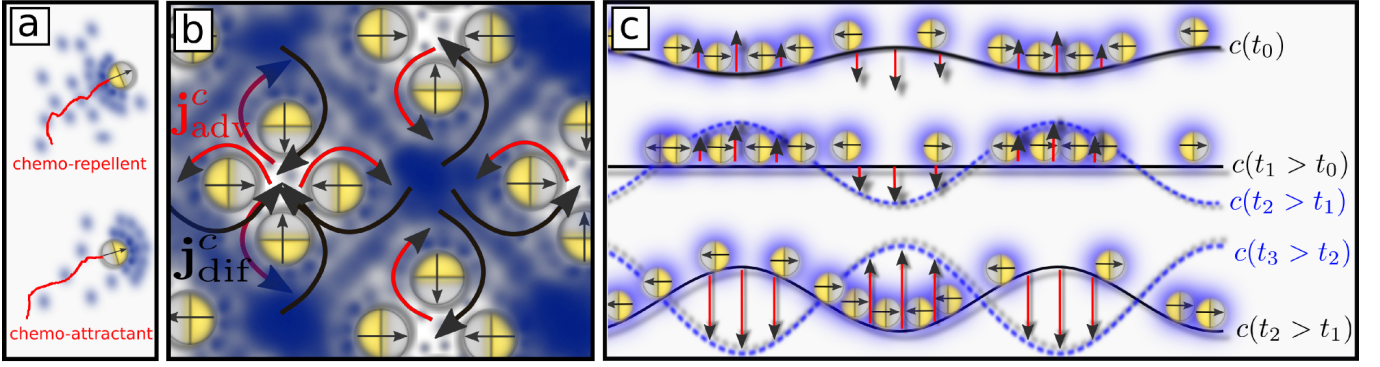 a
chemo-repellent
chemo-attractant
b
j^c_adv
j^c_dif
c
c(t_0)
c(t_1 > t_0)
c(t_2 > t_1)
c(t_3 > t_2)
c(t_2 > t_1)